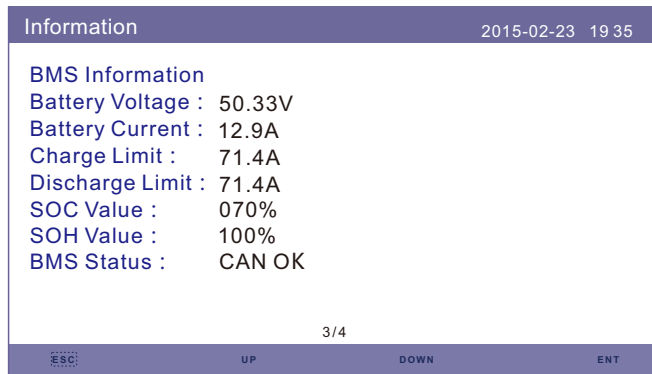 Information 2015-02-23 19 35
BMS Information
Battery Voltage : 50.33V
Battery Current : 12.9A
Charge Limit : 71.4A
Discharge Limit : 71.4A
SOC Value : 070%
SOH Value : 100%
BMS Status : CAN OK
3/4
ESC UP DOWN ENT